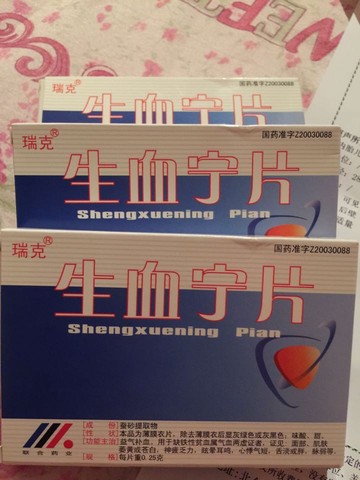 瑞克®
国药准字Z20030088
生血宁片
瑞克®
国药准字Z20030088
生血宁片
Shengxuening Pian
瑞克®
国药准字Z20030088
生血宁片
Shengxuening Pian
成 份 蚕砂提取物
性 状 本品为薄膜衣片，除去薄膜衣后显灰绿色或灰黑色；味酸、甜。
功能主治 益气补血。用于缺铁性贫血属气血两虚证者，证见：面部、肌肤
萎黄或苍白，神疲乏力，眩晕耳鸣，心悸气短，舌淡或胖，脉弱等。
规 格 每片重0.25克
联合药业